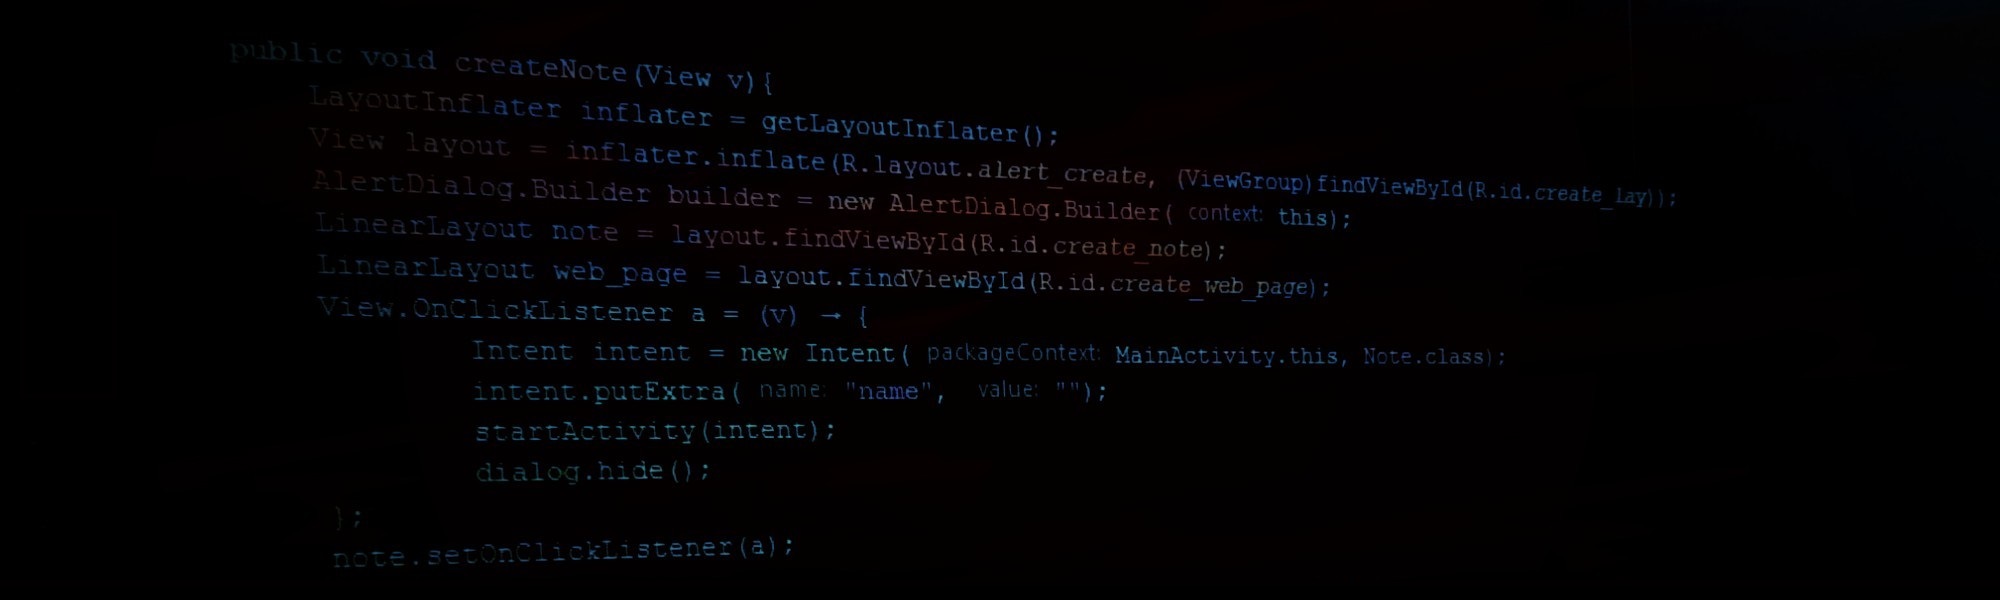 public void createNote(View v){
LayoutInflater inflater = getLayoutInflater();
View layout = inflater.inflate(R.layout.alert_create, (ViewGroup)findViewById(R.id.create_lay));
AlertDialog.Builder builder = new AlertDialog.Builder( context: this);
LinearLayout note = layout.findViewById(R.id.create_note);
LinearLayout web_page = layout.findViewById(R.id.create_web_page);
View.OnClickListener a = (v) → {
Intent intent = new Intent( packageContext: MainActivity.this, Note.class);
intent.putExtra( name: "name", value: "");
startActivity(intent);
dialog.hide();
};
note.setOnClickListener(a);